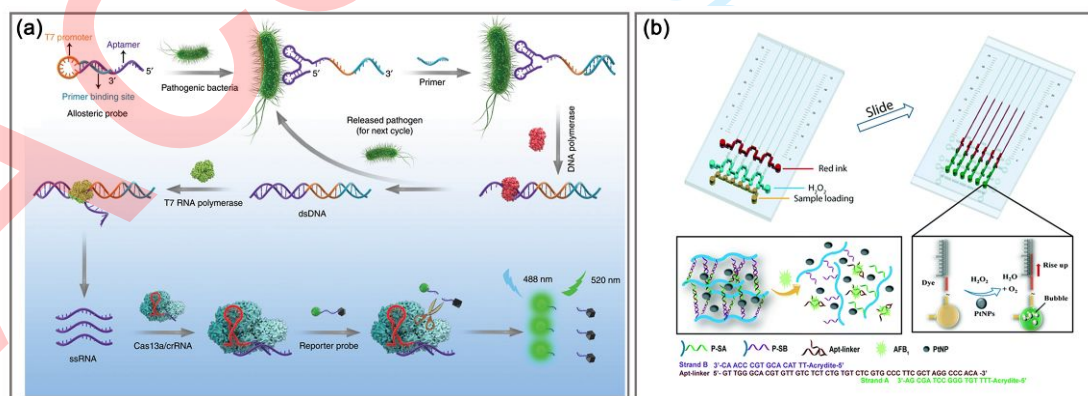 (a)
T7 promoter
Aptamer
5′
3′
Primer binding site
Allosteric probe
Pathogenic bacteria
5′
3′
Primer
3′
5′
Released pathogen
(for next cycle)
DNA polymerase
T7 RNA polymerase
dsDNA
ssRNA
Cas13a/crRNA
Reporter probe
488 nm
520 nm
(b)
Slide
Red ink
H2O2
Sample loading
AFB1
Dye
H2O2
PtNPs
H2O
+ O2
Rise up
Bubble
P-SA
P-SB
Apt-linker
AFB1
PtNP
Strand B 3'-CA ACC CGT GCA CAT TT-Acrydite-5'
Apt-linker 5'- GT TGG GCA CGT GTT GTC TCT CTG TGT CTC GTG CCC TTC GCT AGG CCC ACA -3'
Strand A 3'-AG CGA TCC GGG TGT TTT-Acrydite-5'